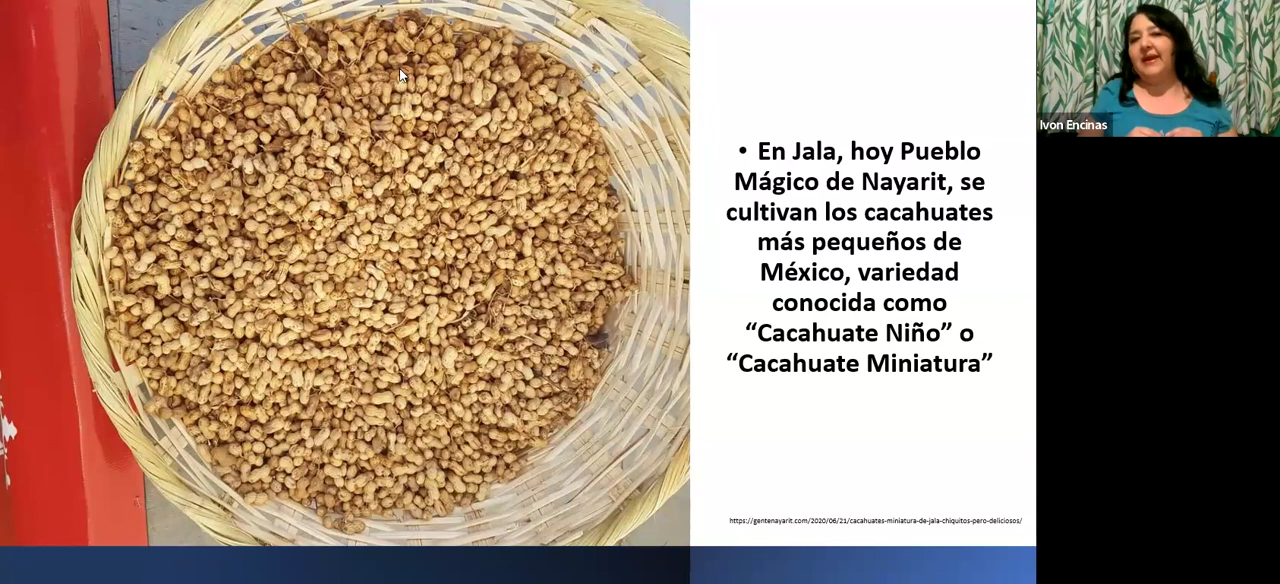 • En Jala, hoy Pueblo
Mágico de Nayarit, se
cultivan los cacahuates
más pequeños de
México, variedad
conocida como
“Cacahuate Niño” o
“Cacahuate Miniatura”
https://gentenayarit.com/2020/06/21/cacahuates-miniatura-de-jala-chiquitos-pero-deliciosos/
Ivon Encinas